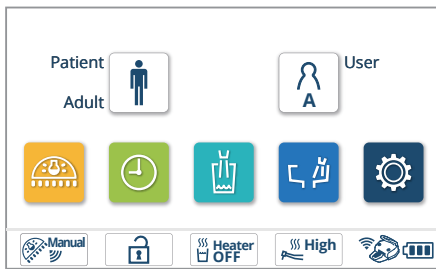 Patient
User
Adult
A
Manual
Heater
OFF
High